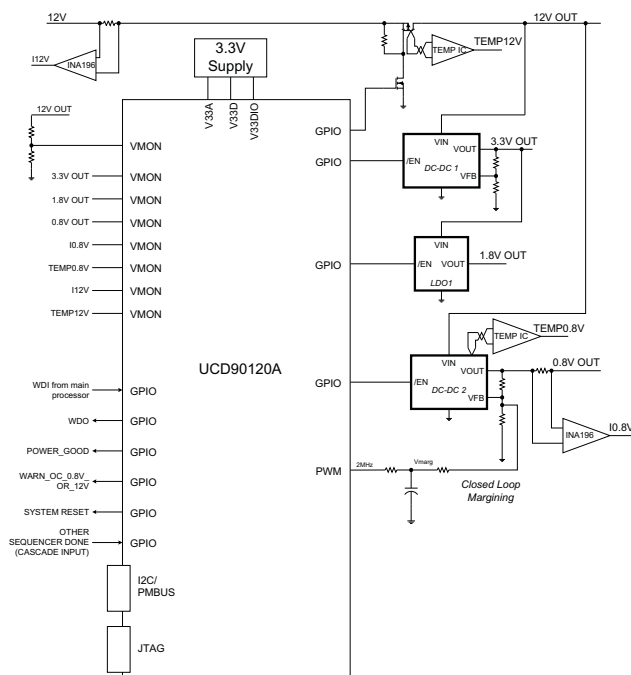 12V
12V OUT
I12V
INA196
3.3V
Supply
TEMP IC
TEMP12V
V33A
V33D
V33DIO
12V OUT
GPIO
VMON
GPIO
VIN
VOUT
3.3V OUT
/EN
DC-DC 1
VFB
3.3V OUT
VMON
1.8V OUT
VMON
0.8V OUT
VMON
I0.8V
VMON
TEMP0.8V
VMON
I12V
VMON
TEMP12V
VMON
GPIO
VIN
/EN
VOUT
1.8V OUT
LDO1
TEMP IC
TEMP0.8V
UCD90120A
VIN
VOUT
0.8V OUT
GPIO
/EN
DC-DC 2
VFB
INA196
I0.8V
WDI from main
processor
GPIO
WDO
GPIO
POWER_GOOD
GPIO
WARN_OC_0.8V_
OR_12V
GPIO
SYSTEM RESET
GPIO
OTHER
SEQUENCER DONE
(CASCADE INPUT)
GPIO
PWM
2MHz
Vmarg
Closed Loop
Margining
I2C/
PMBUS
JTAG